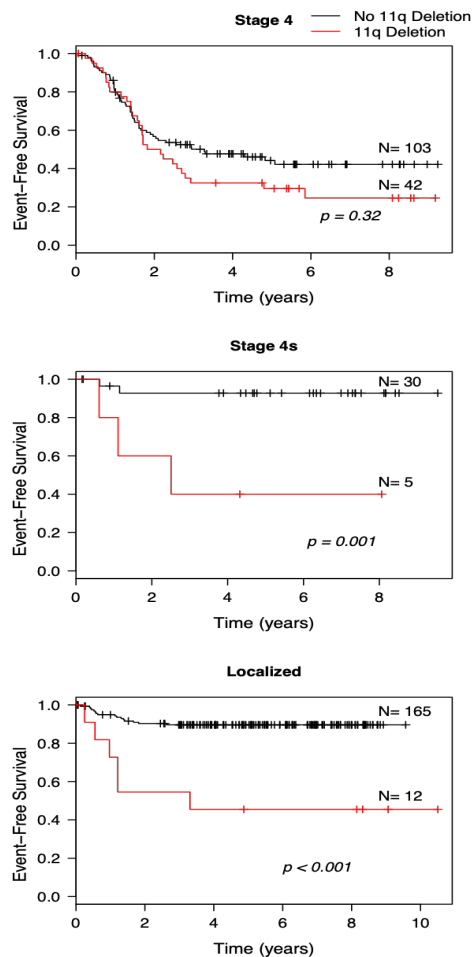 Stage 4
No 11q Deletion
11q Deletion
Event-Free Survival
1.0
0.8
0.6
0.4
0.2
0.0
N= 103
N= 42
p = 0.32
0 2 4 6 8
Time (years)
Stage 4s
Event-Free Survival
1.0
0.8
0.6
0.4
0.2
0.0
N= 30
N= 5
p = 0.001
0 2 4 6 8
Time (years)
Localized
Event-Free Survival
1.0
0.8
0.6
0.4
0.2
0.0
N= 165
N= 12
p < 0.001
0 2 4 6 8 10
Time (years)